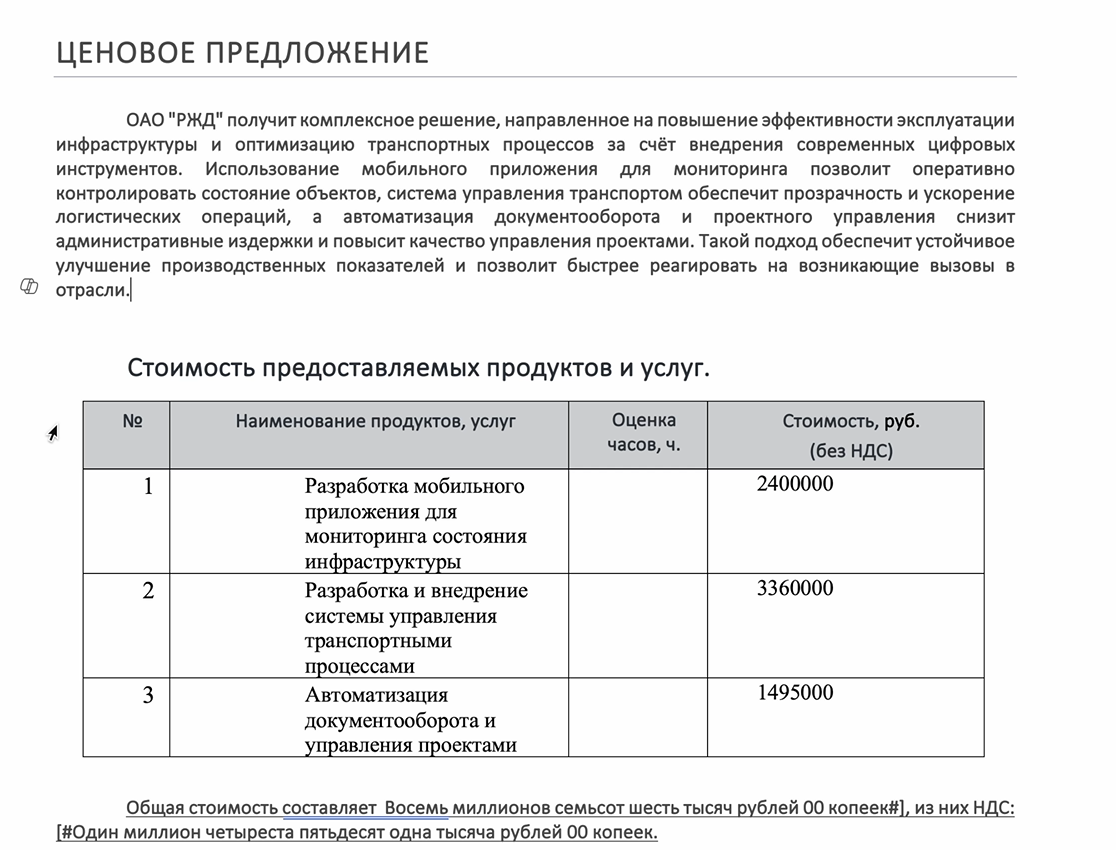 ЦЕНОВОЕ ПРЕДЛОЖЕНИЕ
ОАО "РЖД" получит комплексное решение, направленное на повышение эффективности эксплуатации
инфраструктуры и оптимизацию транспортных процессов за счёт внедрения современных цифровых
инструментов. Использование мобильного приложения для мониторинга позволит оперативно
контролировать состояние объектов, система управления транспортом обеспечит прозрачность и ускорение
логистических операций, а автоматизация документооборота и проектного управления снизит
административные издержки и повысит качество управления проектами. Такой подход обеспечит устойчивое
улучшение производственных показателей и позволит быстрее реагировать на возникающие вызовы в
отрасли.
Стоимость предоставляемых продуктов и услуг.
№ Наименование продуктов, услуг Оценка часов, ч. Стоимость, руб. (без НДС)
1 Разработка мобильного 2400000
приложения для
мониторинга состояния
инфраструктуры
2 Разработка и внедрение 3360000
системы управления
транспортными
процессами
3 Автоматизация 1495000
документооборота и
управления проектами
Общая стоимость составляет Восемь миллионов семьсот шесть тысяч рублей 00 копеек#], из них НДС:
[#Один миллион четыреста пятьдесят одна тысяча рублей 00 копеек.